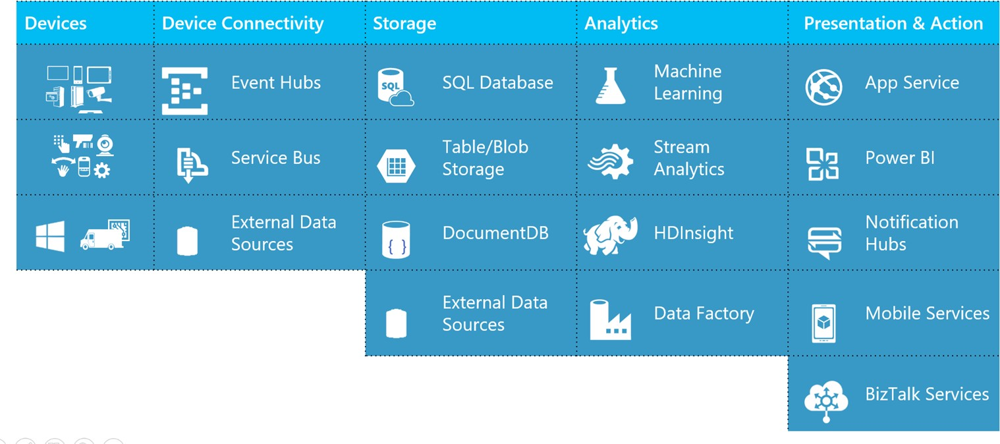 Devices
Device Connectivity
Storage
Analytics
Presentation & Action
Event Hubs
SQL
SQL Database
Machine
Learning
App Service
Service Bus
Table/Blob
Storage
Stream
Analytics
Power BI
External Data
Sources
{ }
DocumentDB
HDInsight
Notification
Hubs
External Data
Sources
Data Factory
Mobile Services
BizTalk Services